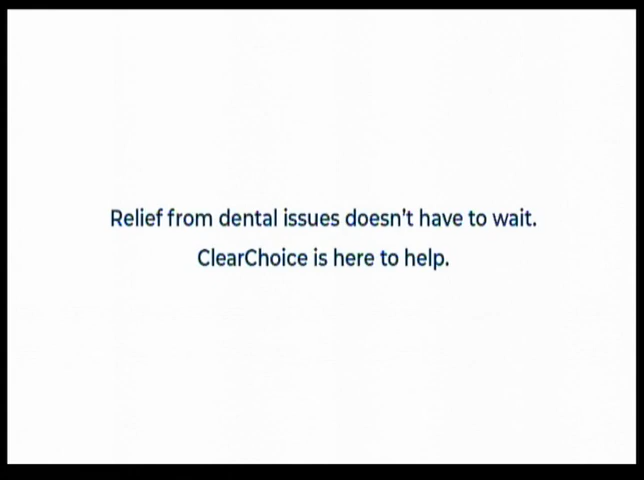 Relief from dental issues doesn't have to wait.
ClearChoice is here to help.